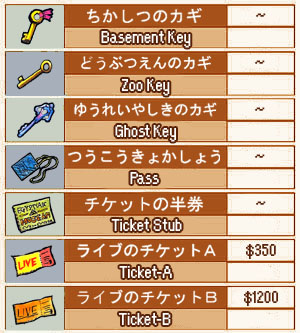 ちかしつのカギ ~
Basement Key
どうぶつえんのカギ ~
Zoo Key
ゆうれいやしきのカギ ~
Ghost Key
つうこうきょかしょう ~
Pass
チケットの半券 ~
Ticket Stub
ライブのチケットA $350
LIVE
Ticket-A
ライブのチケットB $1200
LIVE
Ticket-B